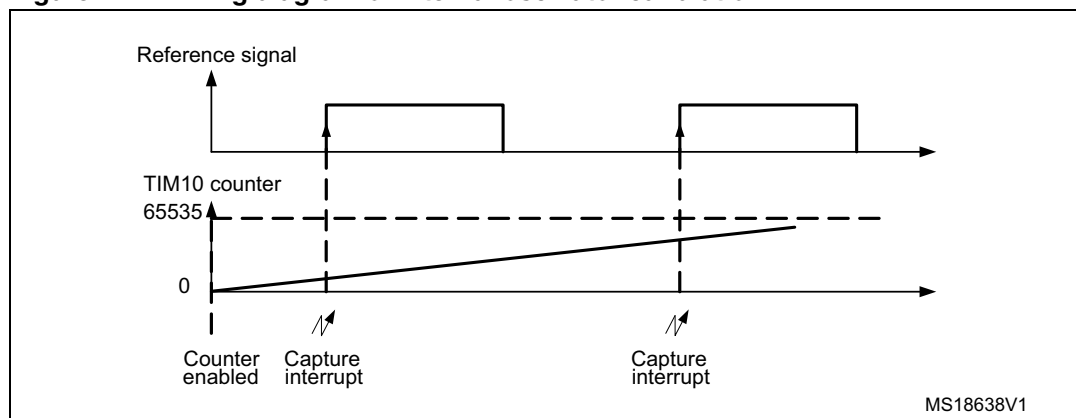 Reference signal
TIM10 counter
65535
0
Counter
enabled
Capture
interrupt
Capture
interrupt
MS18638V1